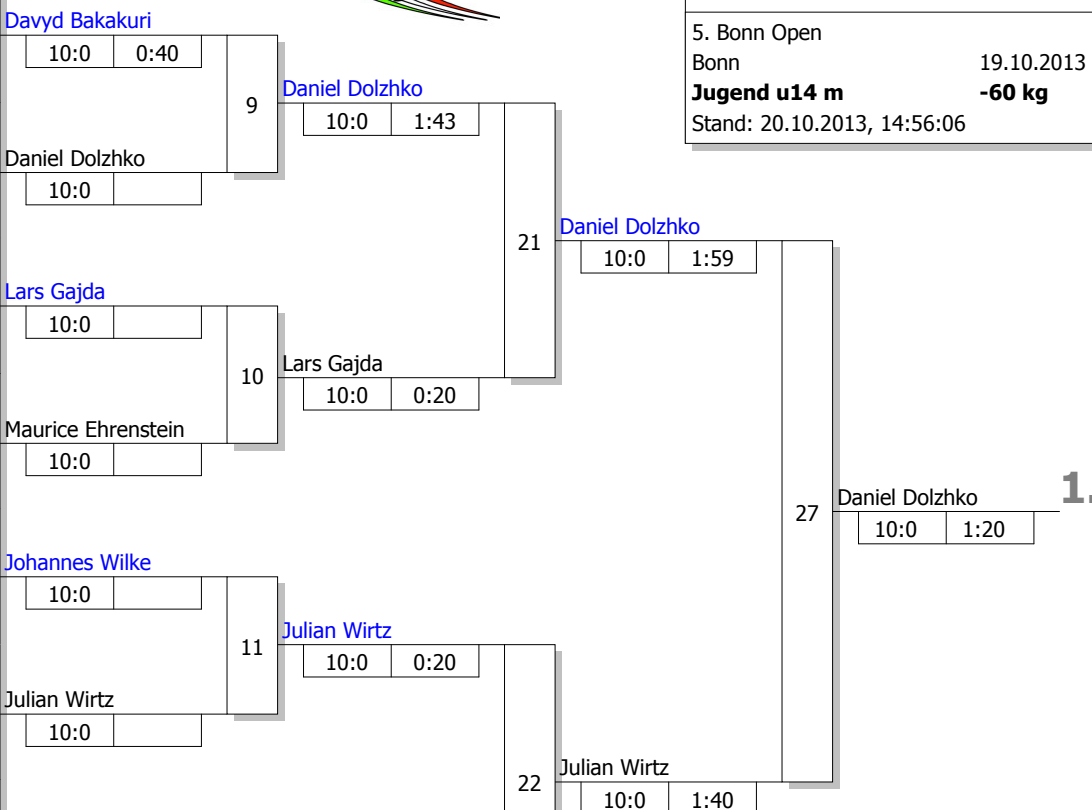 Davyd Bakakuri
10:0 0:40
9
Daniel Dolzhko
10:0
Daniel Dolzhko
10:0 1:43
5. Bonn Open
Bonn 19.10.2013
Jugend u14 m -60 kg
Stand: 20.10.2013, 14:56:06
21
Daniel Dolzhko
10:0 1:59
Lars Gajda
10:0
10
Maurice Ehrenstein
10:0
Lars Gajda
10:0 0:20
27
Daniel Dolzhko 1.
10:0 1:20
Johannes Wilke
10:0
11
Julian Wirtz
10:0
Julian Wirtz
10:0 0:20
22
Julian Wirtz
10:0 1:40